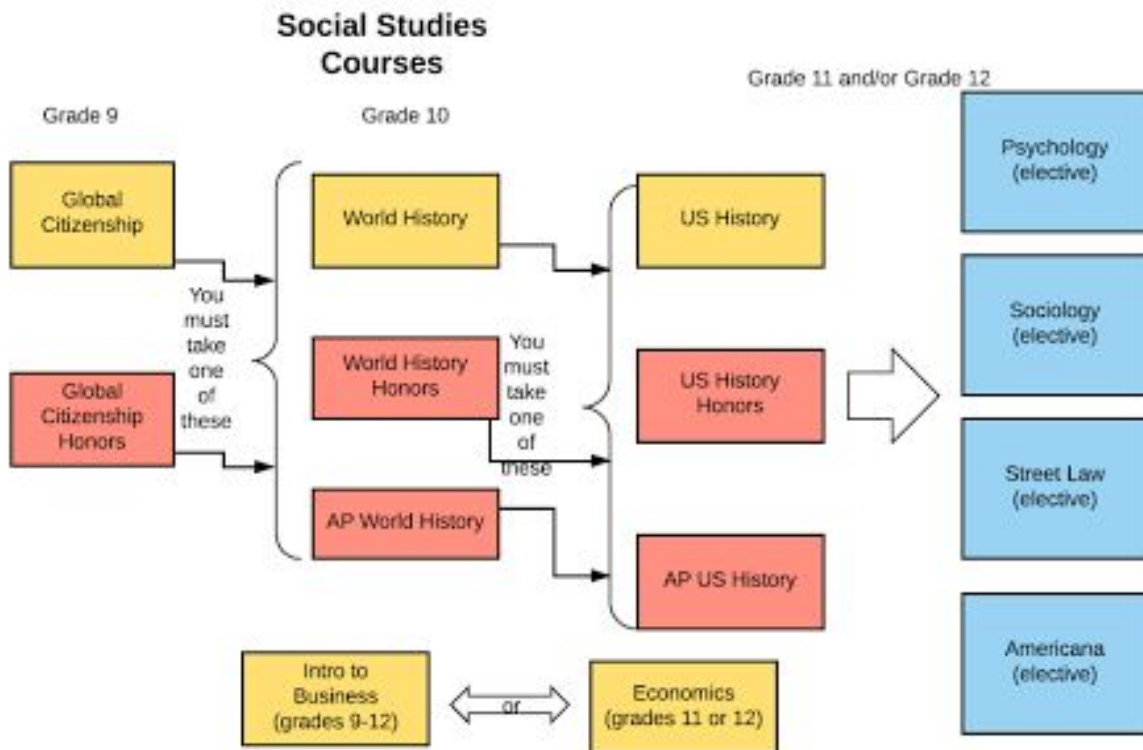 Social Studies
Courses
Grade 11 and/or Grade 12
Grade 9
Grade 10
Global
Citizenship
World History
US History
Psychology
(elective)
You
must
take
one
of
these
Global
Citizenship
Honors
World History
Honors
You
must
take
one
of
these
US History
Honors
Sociology
(elective)
AP World History
AP US History
Street Law
(elective)
Intro to
Business
(grades 9-12)
or
Economics
(grades 11 or 12)
Americana
(elective)